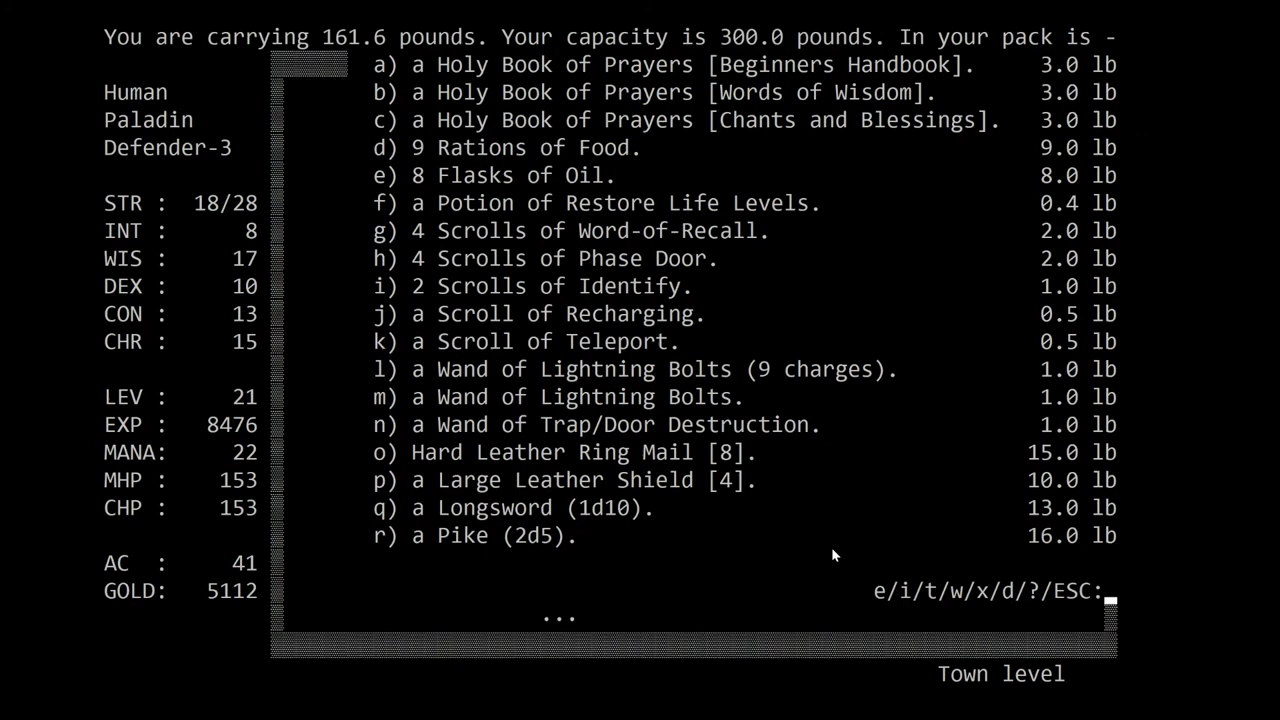 You are carrying 161.6 pounds. Your capacity is 300.0 pounds. In your pack is -
a) a Holy Book of Prayers [Beginners Handbook]. 3.0 lb
Human b) a Holy Book of Prayers [Words of Wisdom]. 3.0 lb
Paladin c) a Holy Book of Prayers [Chants and Blessings]. 3.0 lb
Defender-3 d) 9 Rations of Food. 9.0 lb
e) 8 Flasks of Oil. 8.0 lb
STR : 18/28 f) a Potion of Restore Life Levels. 0.4 lb
INT : 8 g) 4 Scrolls of Word-of-Recall. 2.0 lb
WIS : 17 h) 4 Scrolls of Phase Door. 2.0 lb
DEX : 10 i) 2 Scrolls of Identify. 1.0 lb
CON : 13 j) a Scroll of Recharging. 0.5 lb
CHR : 15 k) a Scroll of Teleport. 0.5 lb
l) a Wand of Lightning Bolts (9 charges). 1.0 lb
LEV : 21 m) a Wand of Lightning Bolts. 1.0 lb
EXP : 8476 n) a Wand of Trap/Door Destruction. 1.0 lb
MANA: 22 o) Hard Leather Ring Mail [8]. 15.0 lb
MHP : 153 p) a Large Leather Shield [4]. 10.0 lb
CHP : 153 q) a Longsword (1d10). 13.0 lb
r) a Pike (2d5). 16.0 lb
AC : 41
GOLD: 5112 e/i/t/w/x/d/?/ESC:
...
Town level